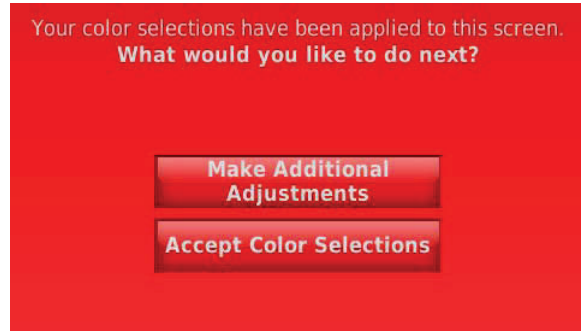 Your color selections have been applied to this screen.
What would you like to do next?
Make Additional
Adjustments
Accept Color Selections